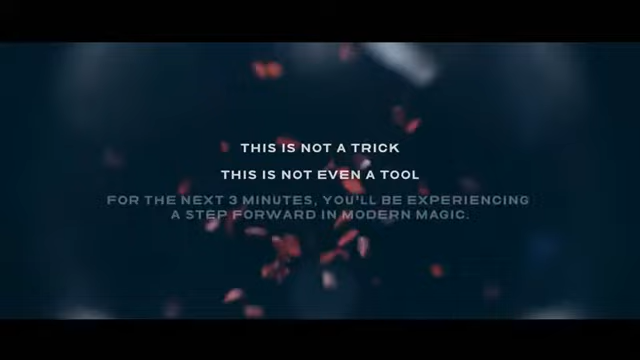 THIS IS NOT A TRICK
THIS IS NOT EVEN A TOOL
FOR THE NEXT 3 MINUTES, YOU'LL BE EXPERIENCING
A STEP FORWARD IN MODERN MAGIC.